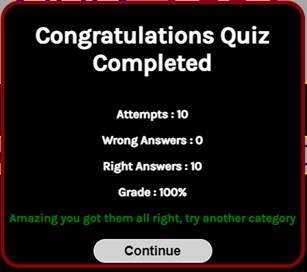 Congratulations Quiz
Completed
Attempts : 10
Wrong Answers : 0
Right Answers : 10
Grade : 100%
Amazing you got them all right, try another category
Continue